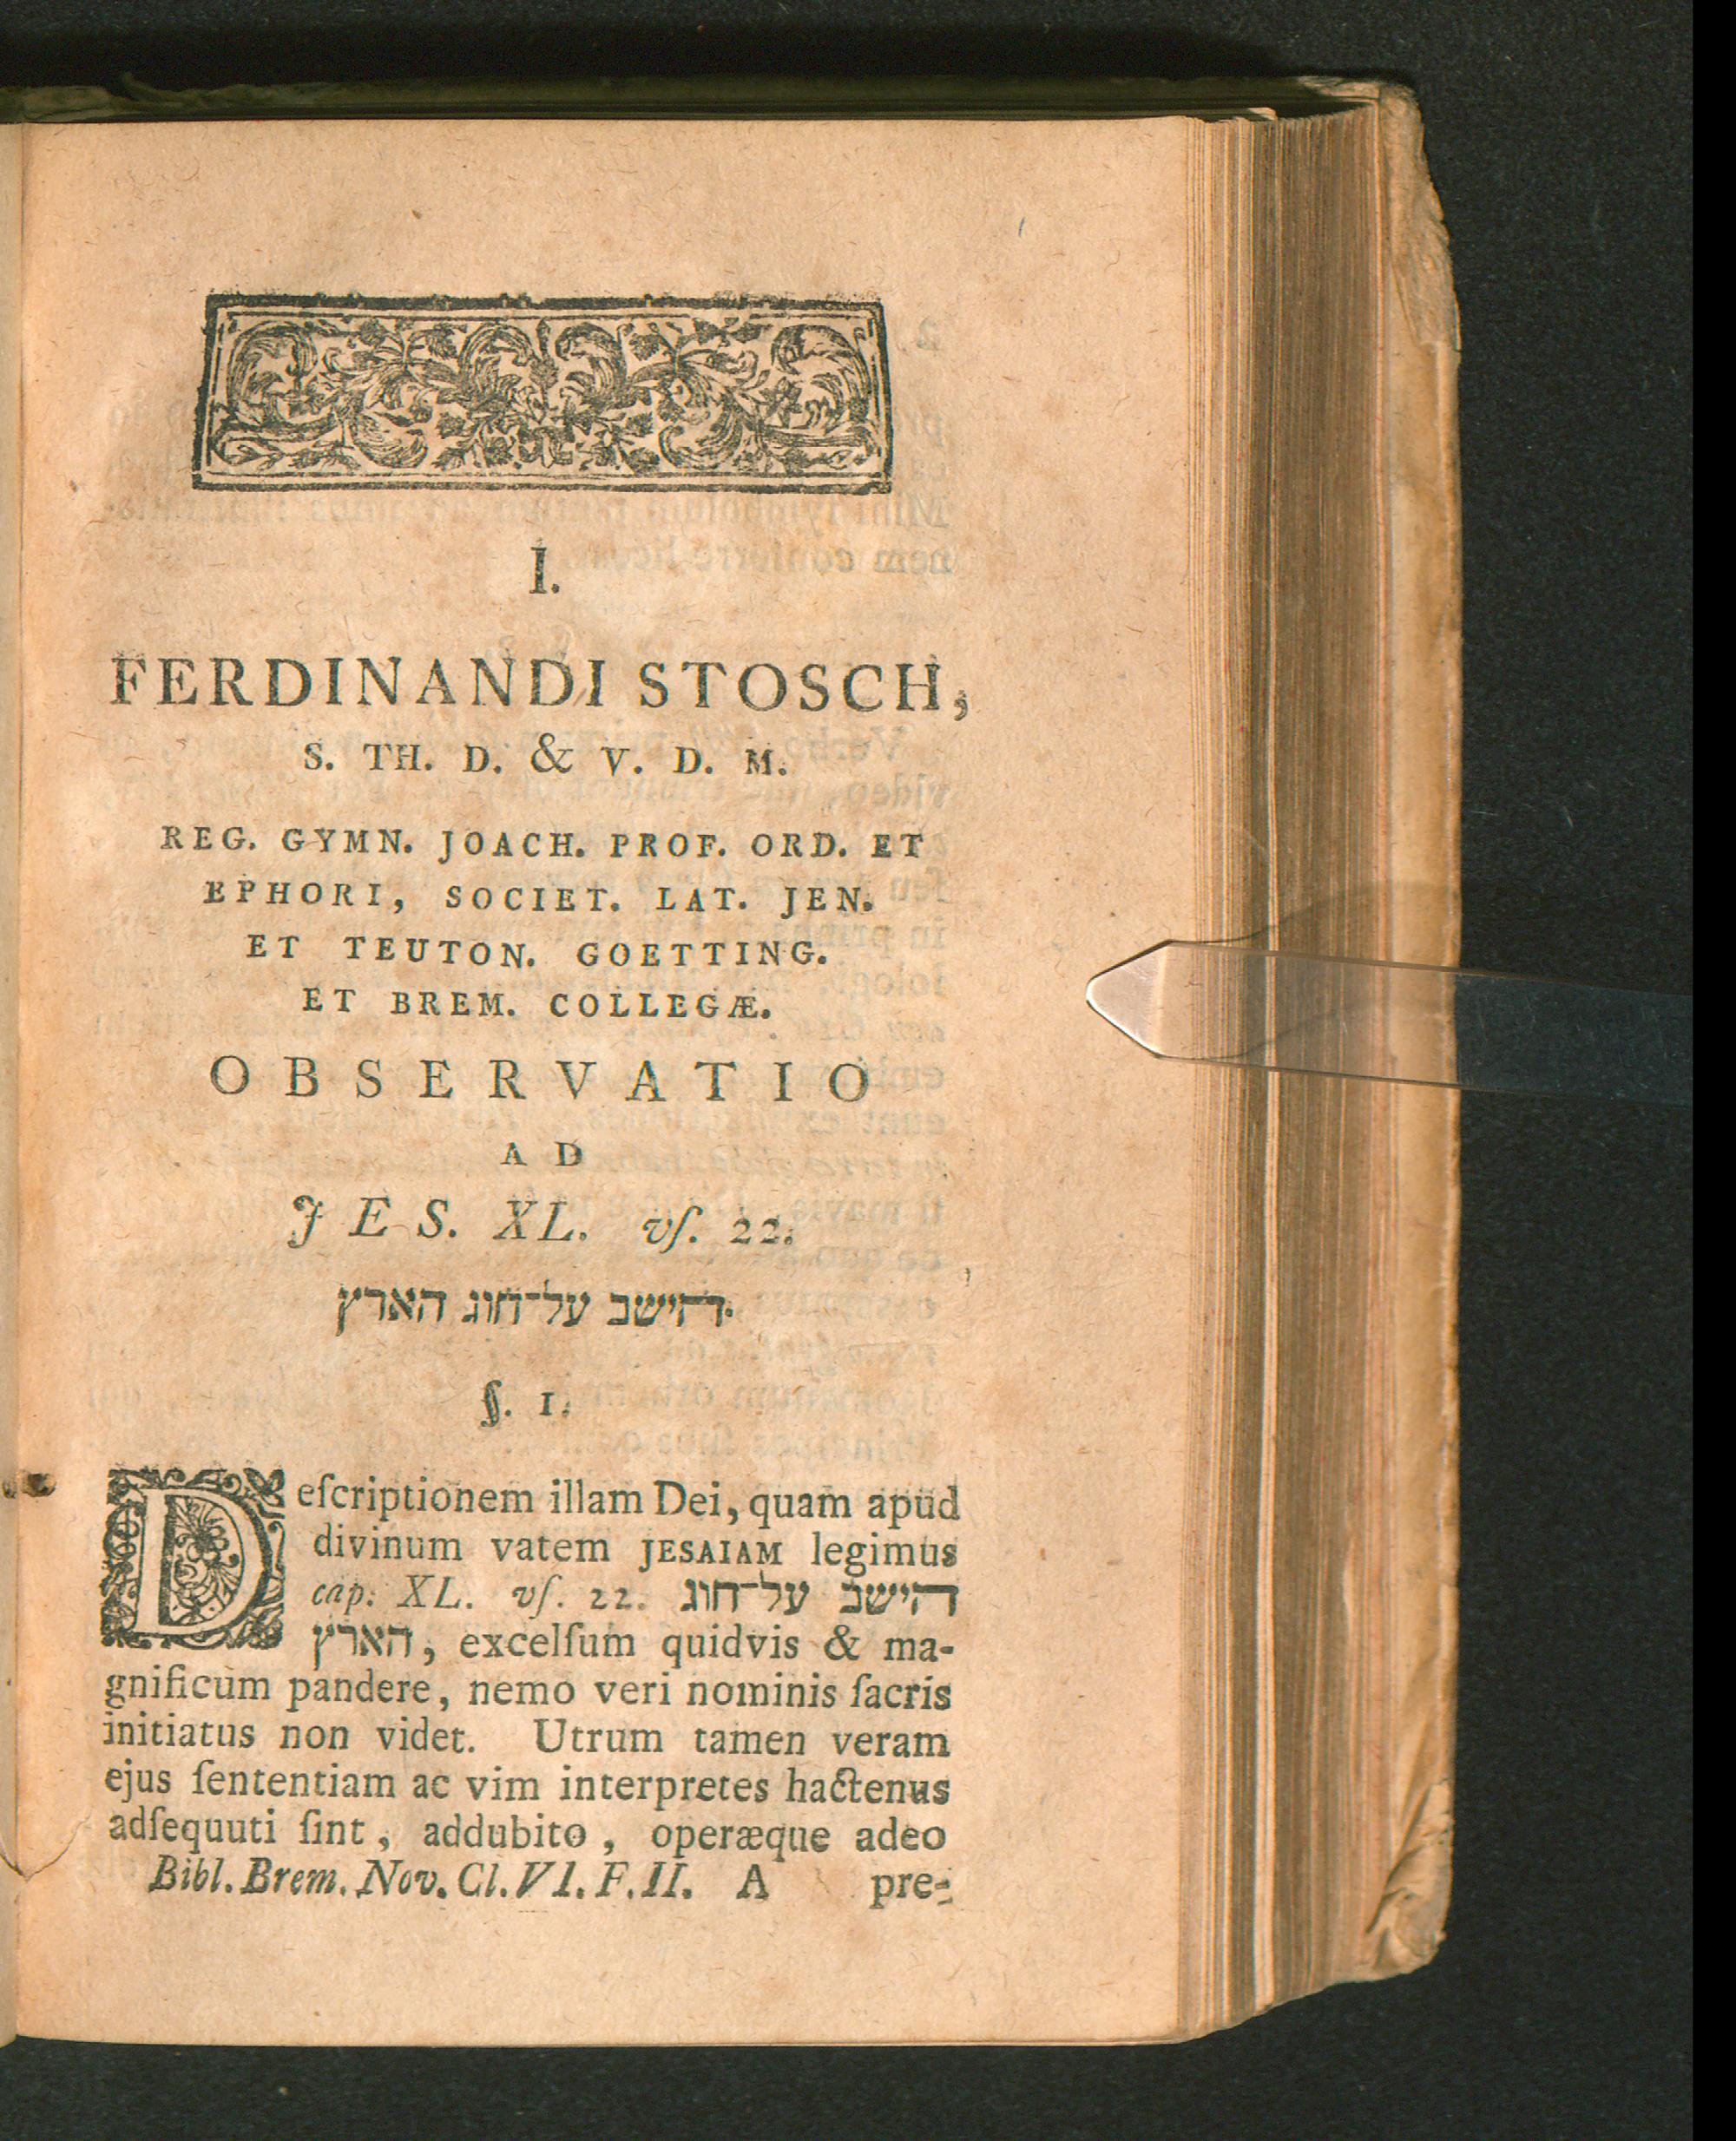 I.
FERDINANDI STOSCH,
S. TH. D. & V. D. M.
REG. GYMN. JOACH. PROF. ORD. ET
EPHORI, SOCIET. LAT. JEN.
ET TEUTON. GOETTING.
ET BREM. COLLEGÆ.
OBSERVATIO
AD
JES. XL. vſ. 22.
הישב על־חוג הארץ.
§. 1.
Deſcriptionem illam Dei, quam apud
divinum vatem JESAIAM legimus
cap. XL. vſ. 22. הישב על־חוג
הארץ, excelſum quidvis & ma-
gnificum pandere, nemo veri nominis ſacris
initiatus non videt. Utrum tamen veram
ejus ſententiam ac vim interpretes hactenus
adſequuti ſint, addubito, operæque adeo
Bibl. Brem. Nov. Cl. VI. F. II. A pre-